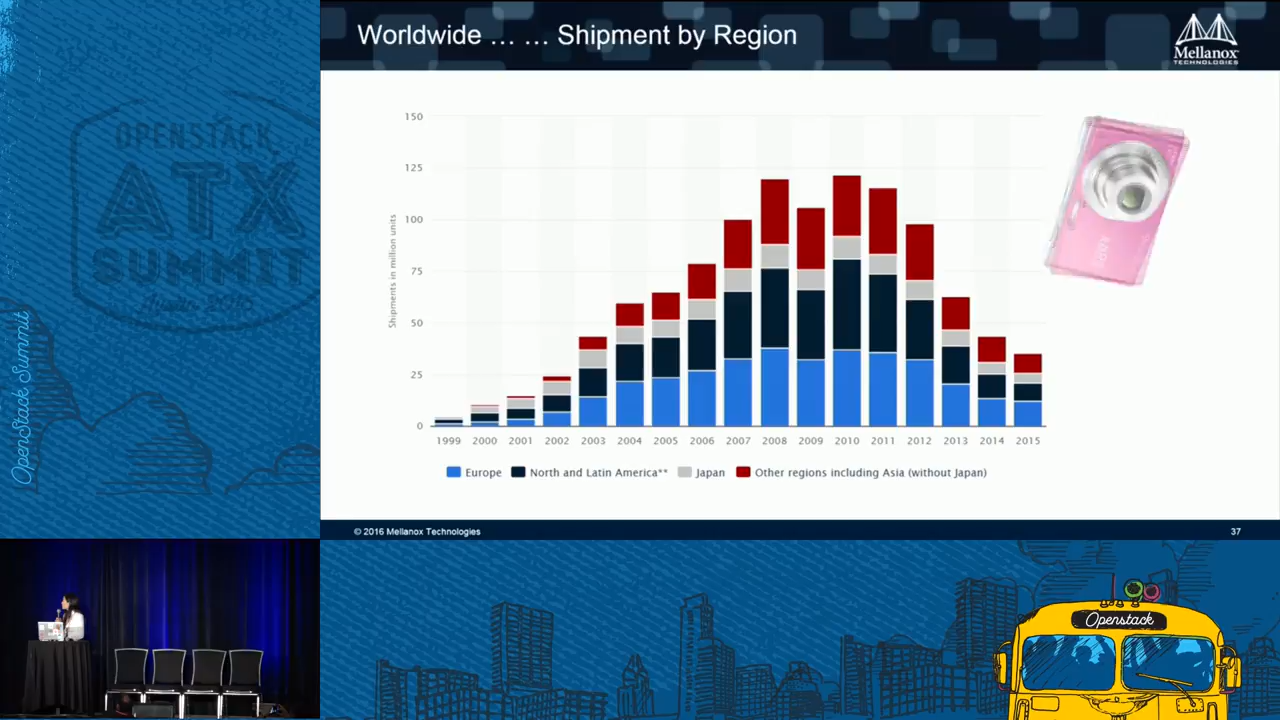 Worldwide ... ... Shipment by Region
Mellanox
TECHNOLOGIES
OPENSTACK
ATX
SUMMIT
OpenStack Summit
Shipments in million units
150
125
100
75
50
25
0
1999 2000 2001 2002 2003 2004 2005 2006 2007 2008 2009 2010 2011 2012 2013 2014 2015
Europe North and Latin America** Japan Other regions including Asia (without Japan)
© 2016 Mellanox Technologies 37
Openstack